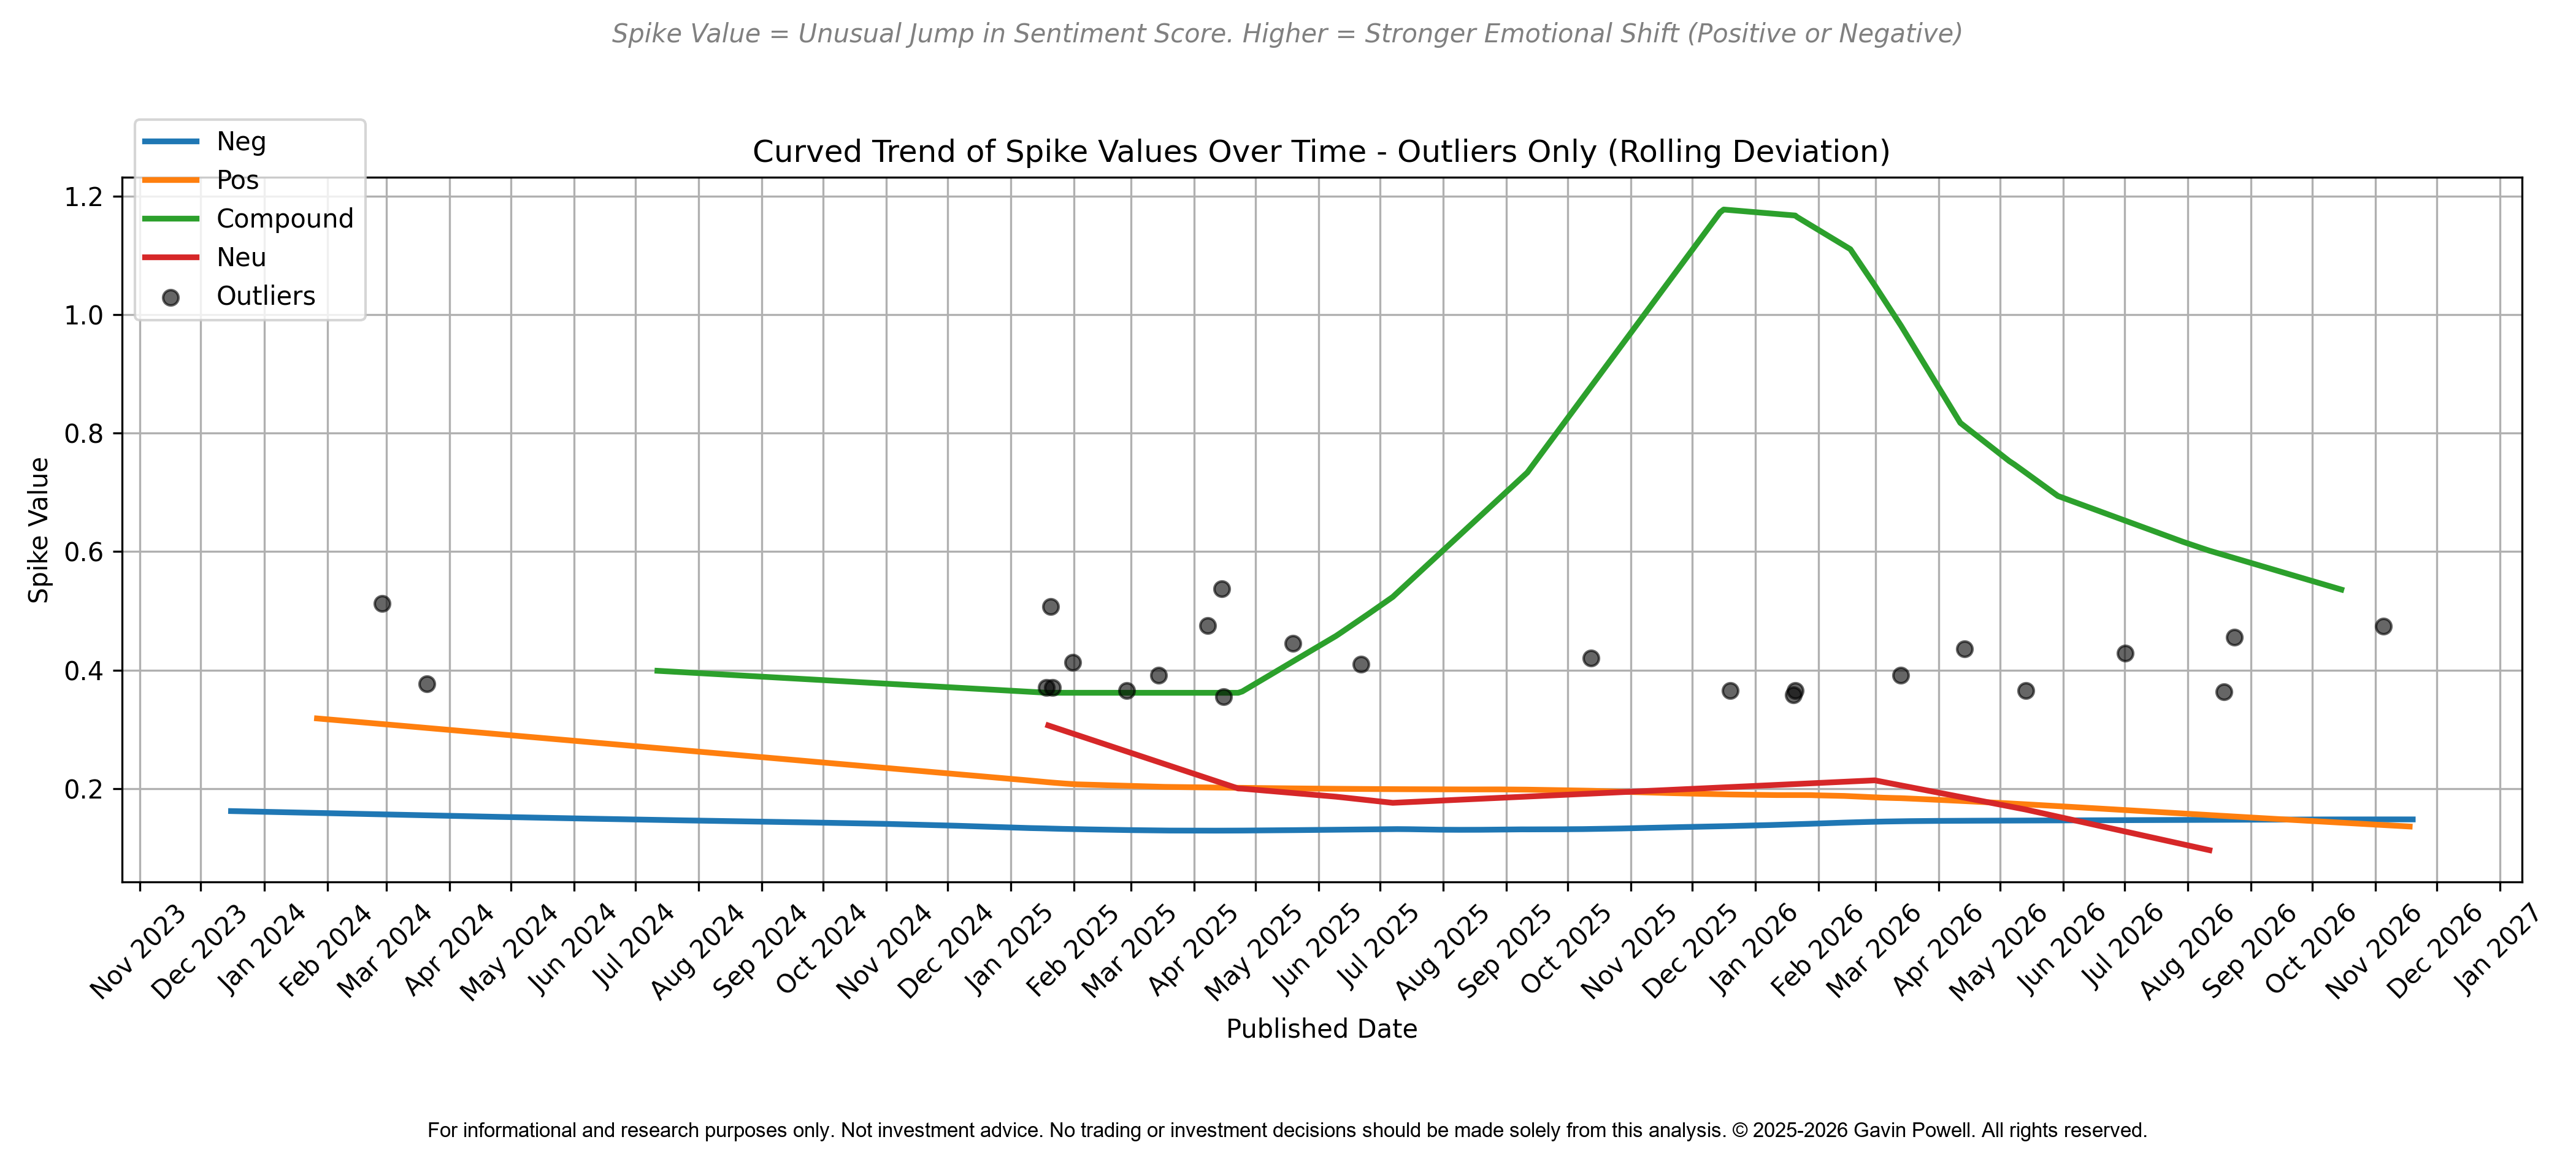 Spike Value = Unusual Jump in Sentiment Score. Higher = Stronger Emotional Shift (Positive or Negative)
Curved Trend of Spike Values Over Time - Outliers Only (Rolling Deviation)
Neg
Pos
Compound
Neu
Outliers
Spike Value
1.2
1.0
0.8
0.6
0.4
0.2
Nov 2023
Dec 2023
Jan 2024
Feb 2024
Mar 2024
Apr 2024
May 2024
Jun 2024
Jul 2024
Aug 2024
Sep 2024
Oct 2024
Nov 2024
Dec 2024
Jan 2025
Feb 2025
Mar 2025
Apr 2025
May 2025
Jun 2025
Jul 2025
Aug 2025
Sep 2025
Oct 2025
Nov 2025
Dec 2025
Jan 2026
Feb 2026
Mar 2026
Apr 2026
May 2026
Jun 2026
Jul 2026
Aug 2026
Sep 2026
Oct 2026
Nov 2026
Dec 2026
Jan 2027
Published Date
For informational and research purposes only. Not investment advice. No trading or investment decisions should be made solely from this analysis. © 2025-2026 Gavin Powell. All rights reserved.